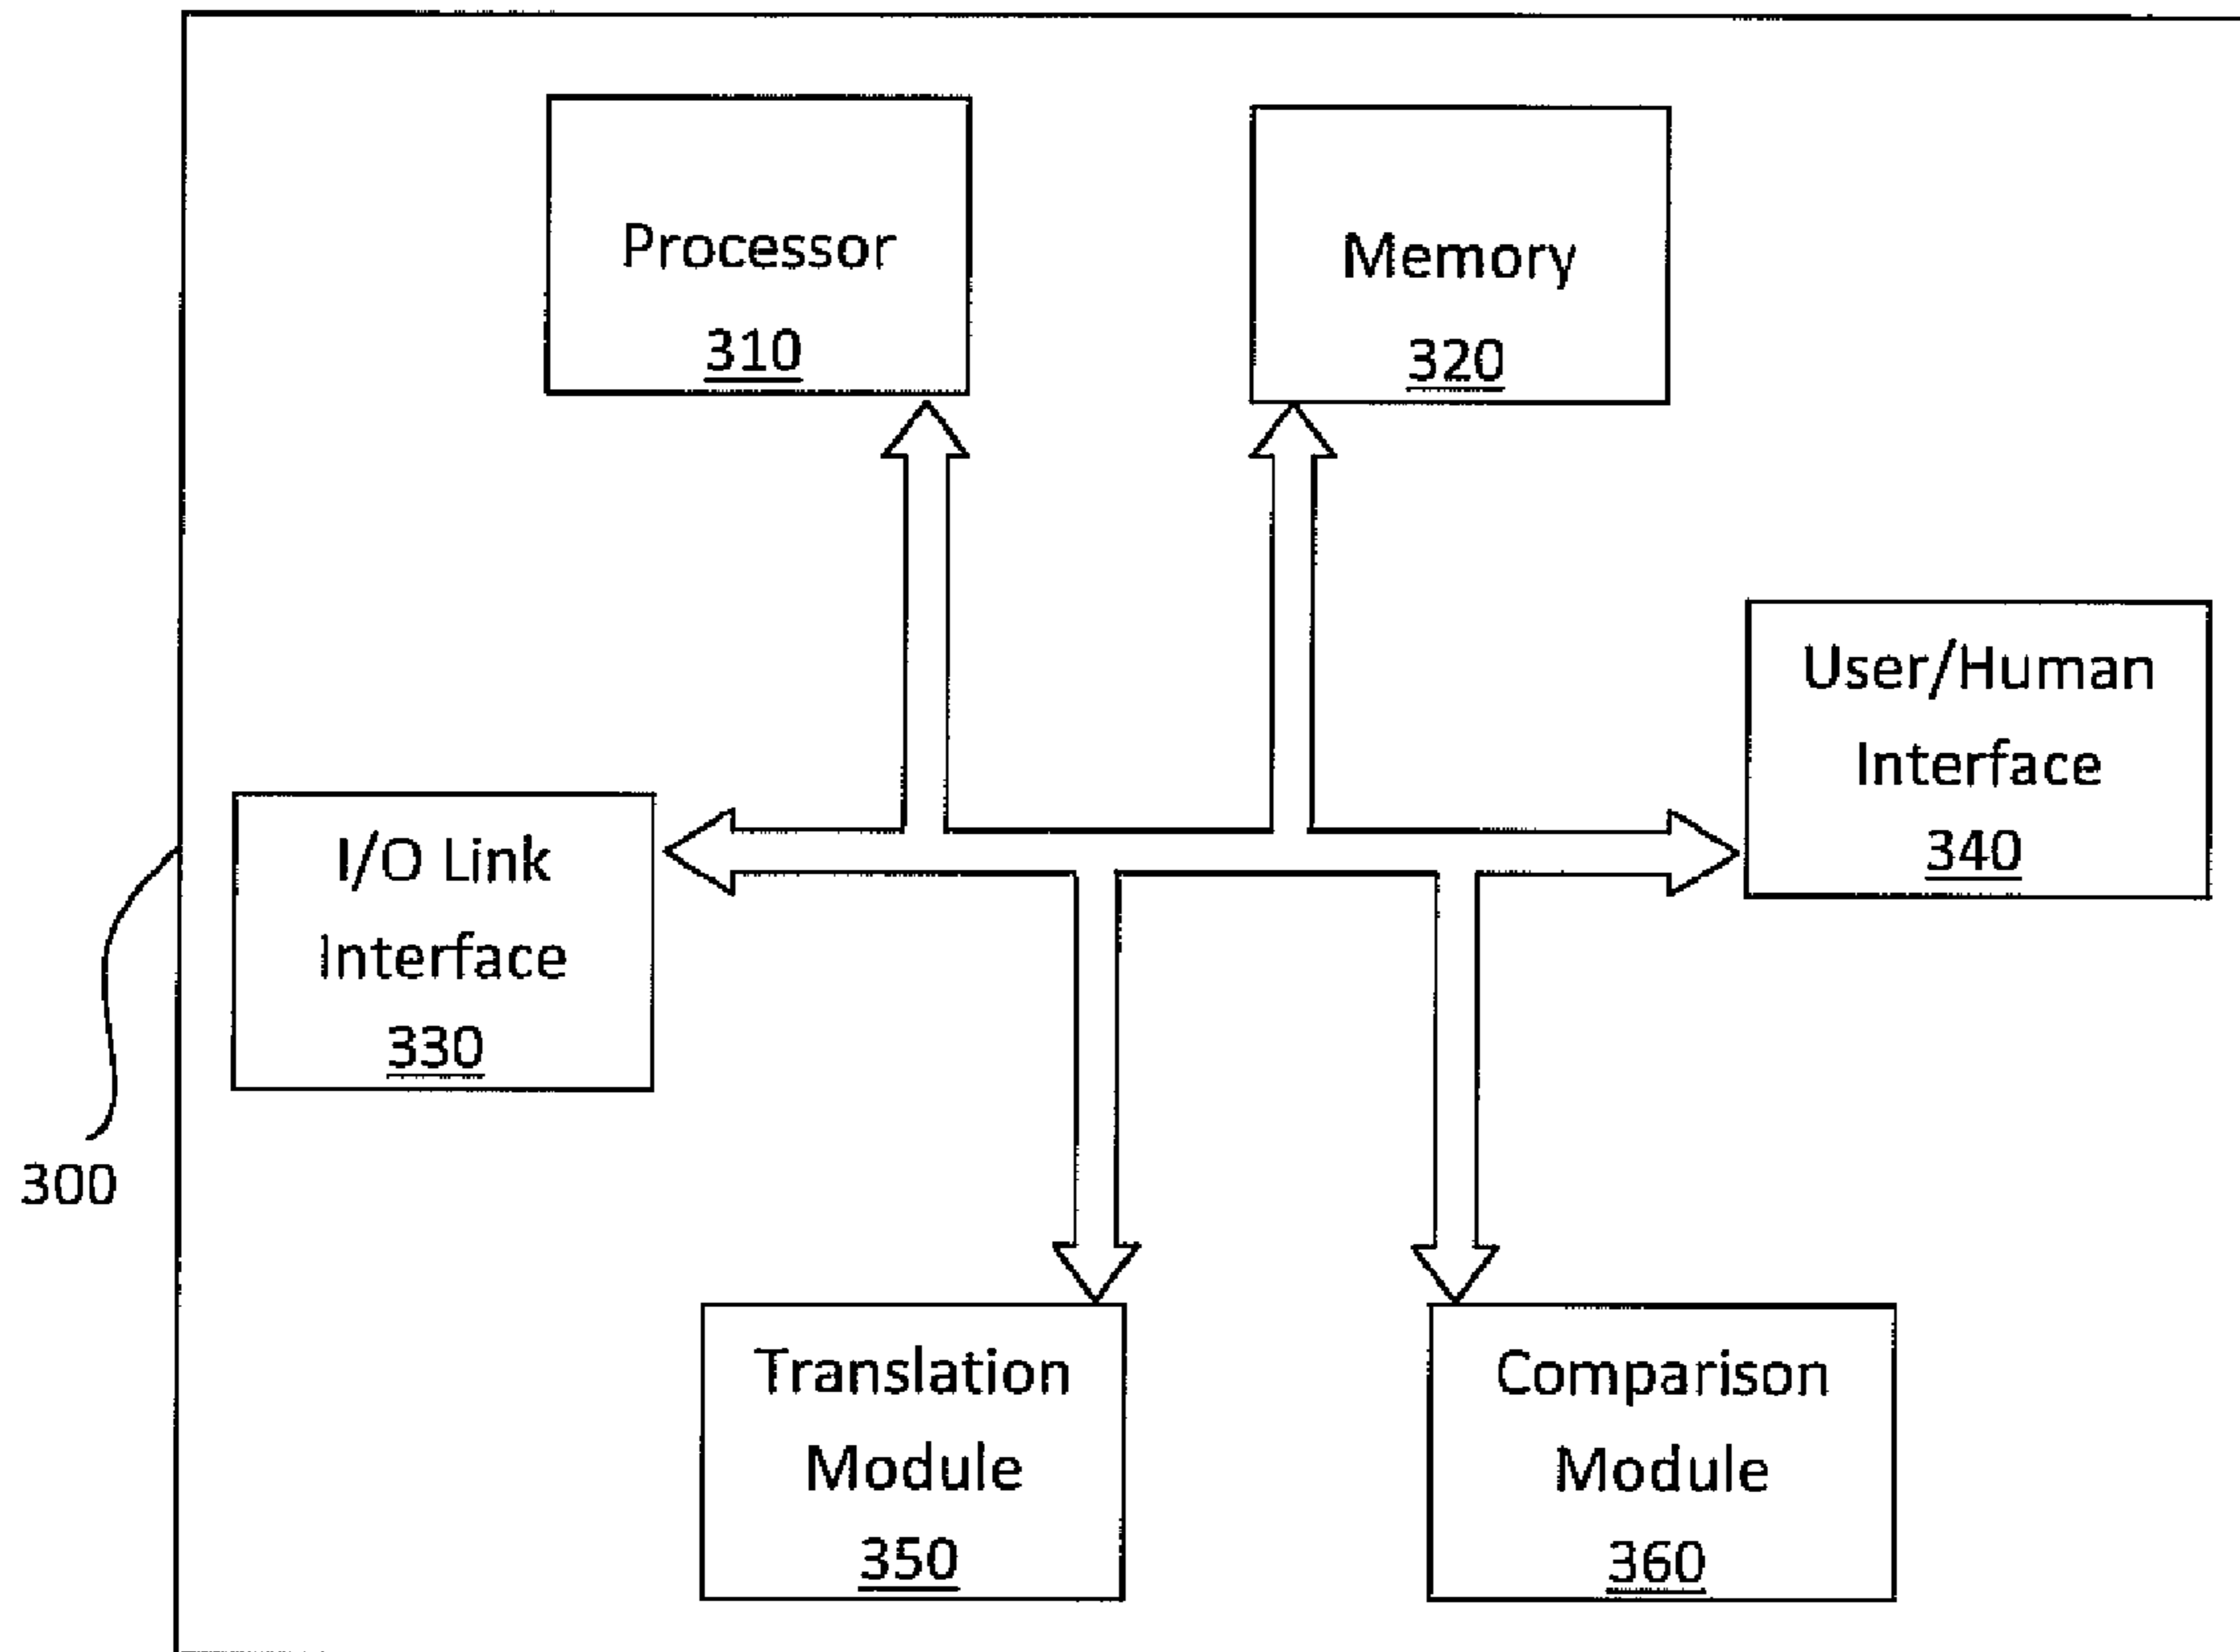 Processor
310
Memory
320
User/Human
Interface
340
I/O Link
Interface
330
300
Translation
Module
350
Comparison
Module
360